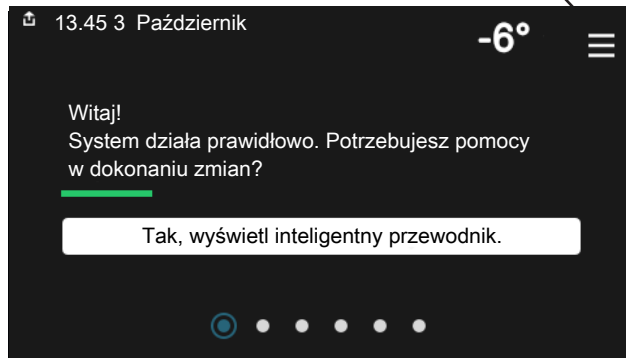 13.45 3 Październik
-6°
Witaj!
System działa prawidłowo. Potrzebujesz pomocy
w dokonaniu zmian?
Tak, wyświetl inteligentny przewodnik.